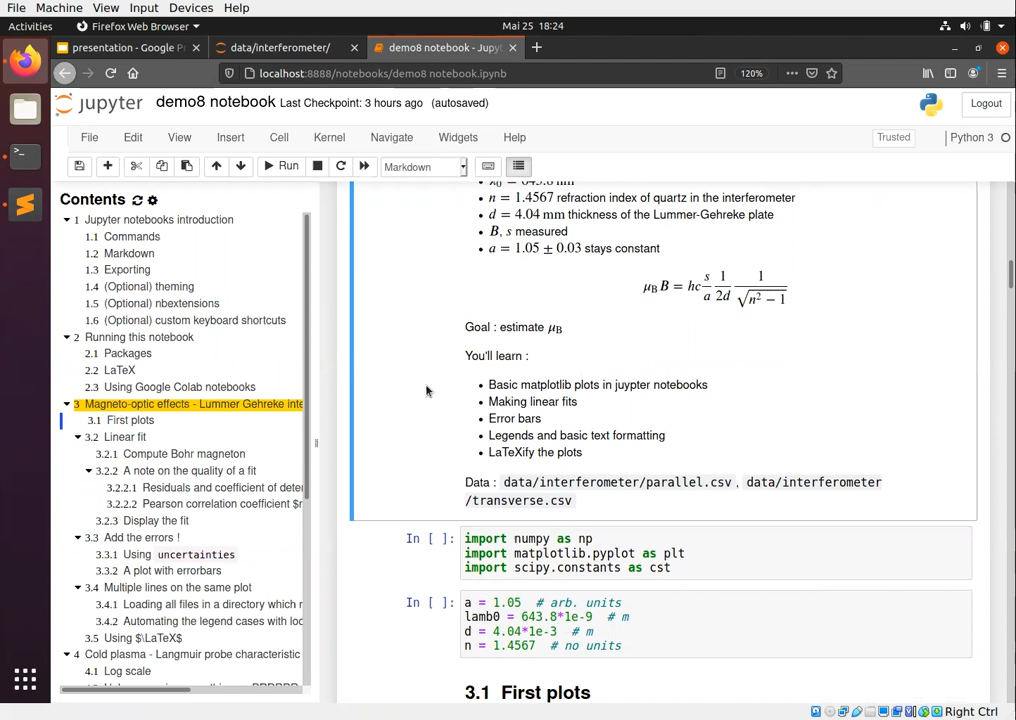 File Machine View Input Devices Help
Activities Firefox Web Browser Mai 25 18:24
presentation - Google P data/interferometer/ demo8 notebook - Jupyt
localhost:8888/notebooks/demo8 notebook.ipynb 120%
jupyter demo8 notebook Last Checkpoint: 3 hours ago (autosaved) Logout
File Edit View Insert Cell Kernel Navigate Widgets Help Trusted Python 3
Run Markdown
Contents
1 Jupyter notebooks introduction
1.1 Commands
1.2 Markdown
1.3 Exporting
1.4 (Optional) theming
1.5 (Optional) nbextensions
1.6 (Optional) custom keyboard shortcuts
2 Running this notebook
2.1 Packages
2.2 LaTeX
2.3 Using Google Colab notebooks
3 Magneto-optic effects - Lummer Gehreke inte
3.1 First plots
3.2 Linear fit
3.2.1 Compute Bohr magneton
3.2.2 A note on the quality of a fit
3.2.2.1 Residuals and coefficient of deter
3.2.2.2 Pearson correlation coefficient $r
3.2.3 Display the fit
3.3 Add the errors !
3.3.1 Using uncertainties
3.3.2 A plot with errorbars
3.4 Multiple lines on the same plot
3.4.1 Loading all files in a directory which r
3.4.2 Automating the legend cases with loc
3.5 Using $\LaTeX$
4 Cold plasma - Langmuir probe characteristic
4.1 Log scale
• λ0 = 643.8 nm
• n = 1.4567 refraction index of quartz in the interferometer
• d = 4.04 mm thickness of the Lummer-Gehreke plate
• B, s measured
• a = 1.05 ± 0.03 stays constant
μ_B B = hc s/a 1/2d 1/√(n² − 1)
Goal : estimate μ_B
You'll learn :
• Basic matplotlib plots in juypter notebooks
• Making linear fits
• Error bars
• Legends and basic text formatting
• LaTeXify the plots
Data : data/interferometer/parallel.csv , data/interferometer
/transverse.csv
In [ ]: import numpy as np
import matplotlib.pyplot as plt
import scipy.constants as cst
In [ ]: a = 1.05 # arb. units
lamb0 = 643.8*1e-9 # m
d = 4.04*1e-3 # m
n = 1.4567 # no units
3.1 First plots
Right Ctrl